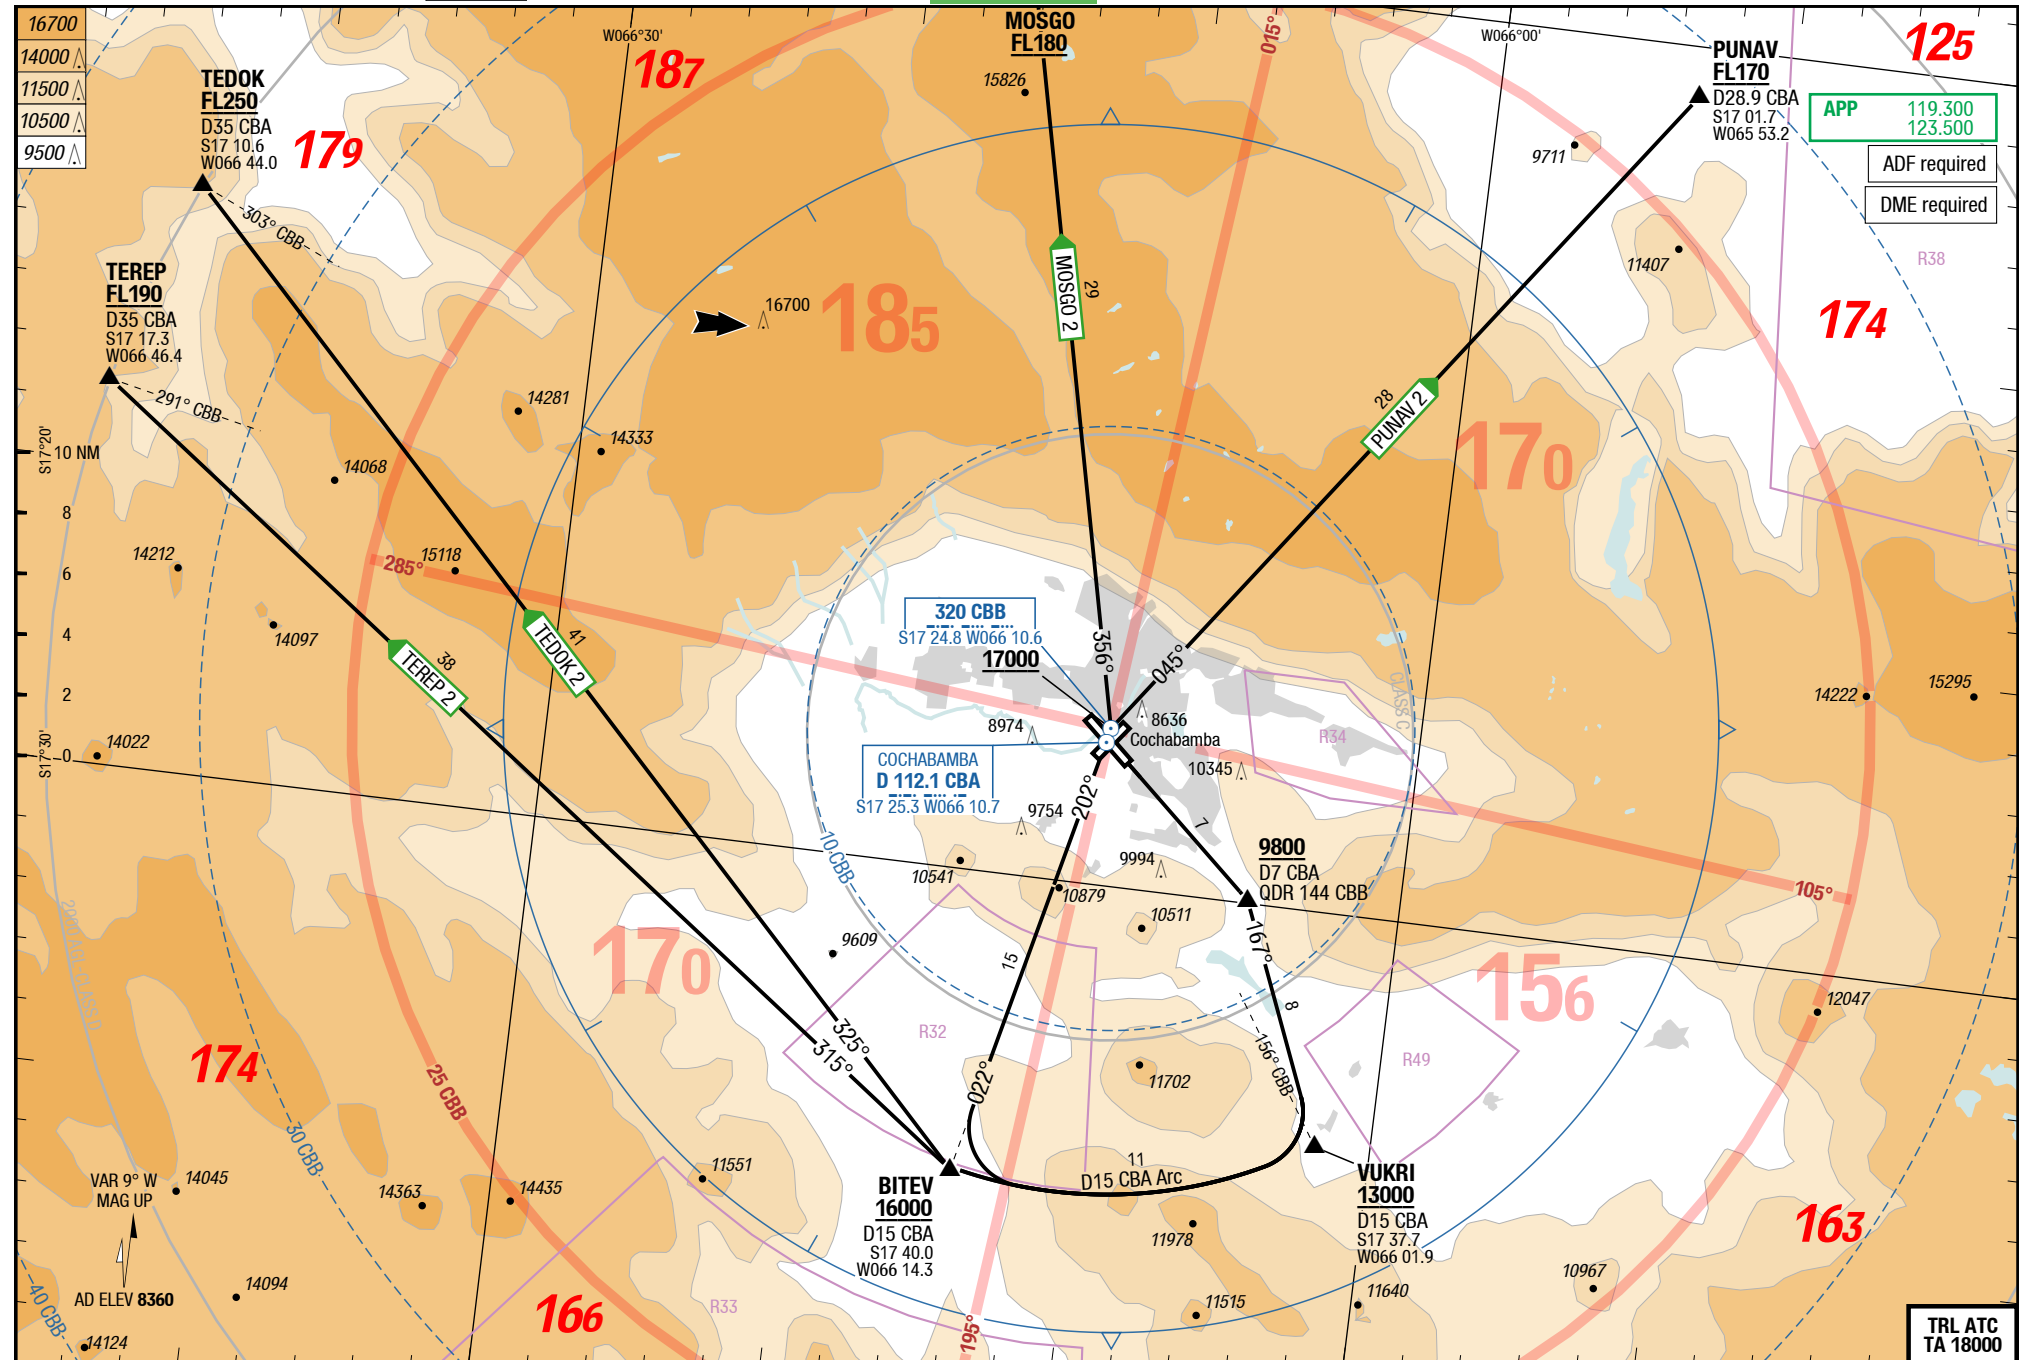 16700
14000
11500
10500
9500
TEDOK
FL250
D35 CBA
S17 10.6
W066 44.0
179
187
W066°30'
MOSGO
FL180
15826
015°
W066°00'
PUNAV
FL170
D28.9 CBA
S17 01.7
W065 53.2
125
APP 119.300
123.500
ADF required
DME required
9711
R38
11407
174
303° CBB
TEREP
FL190
D35 CBA
S17 17.3
W066 46.4
291° CBB
16700
185
MOSGO 2
29
28
PUNAV 2
170
14281
14333
14068
S17°20'
10 NM
8
6
4
2
0
14212
14097
15118
285°
TEDOK 2
41
TEREP 2
38
S17°30'
14022
320 CBB
S17 24.8 W066 10.6
17000
356°
045°
8974
8636
Cochabamba
COCHABAMBA
D 112.1 CBA
S17 25.3 W066 10.7
10345
R34
CLASS C
14222
15295
202°
9754
9994
7
9800
D7 CBA
QDR 144 CBB
105°
10 CBB
10541
10879
10511
9609
15
167°
8
170
156
R32
R49
12047
2000 AGL-CLASS D
174
25 CBB
30 CBB
40 CBB
325°
315°
022°
156° CBB
11702
11
D15 CBA Arc
BITEV
16000
D15 CBA
S17 40.0
W066 14.3
VUKRI
13000
D15 CBA
S17 37.7
W066 01.9
VAR 9° W
MAG UP
14045
14363
14435
11551
11978
163
14094
AD ELEV 8360
14124
166
R33
195°
11515
11640
10967
TRL ATC
TA 18000